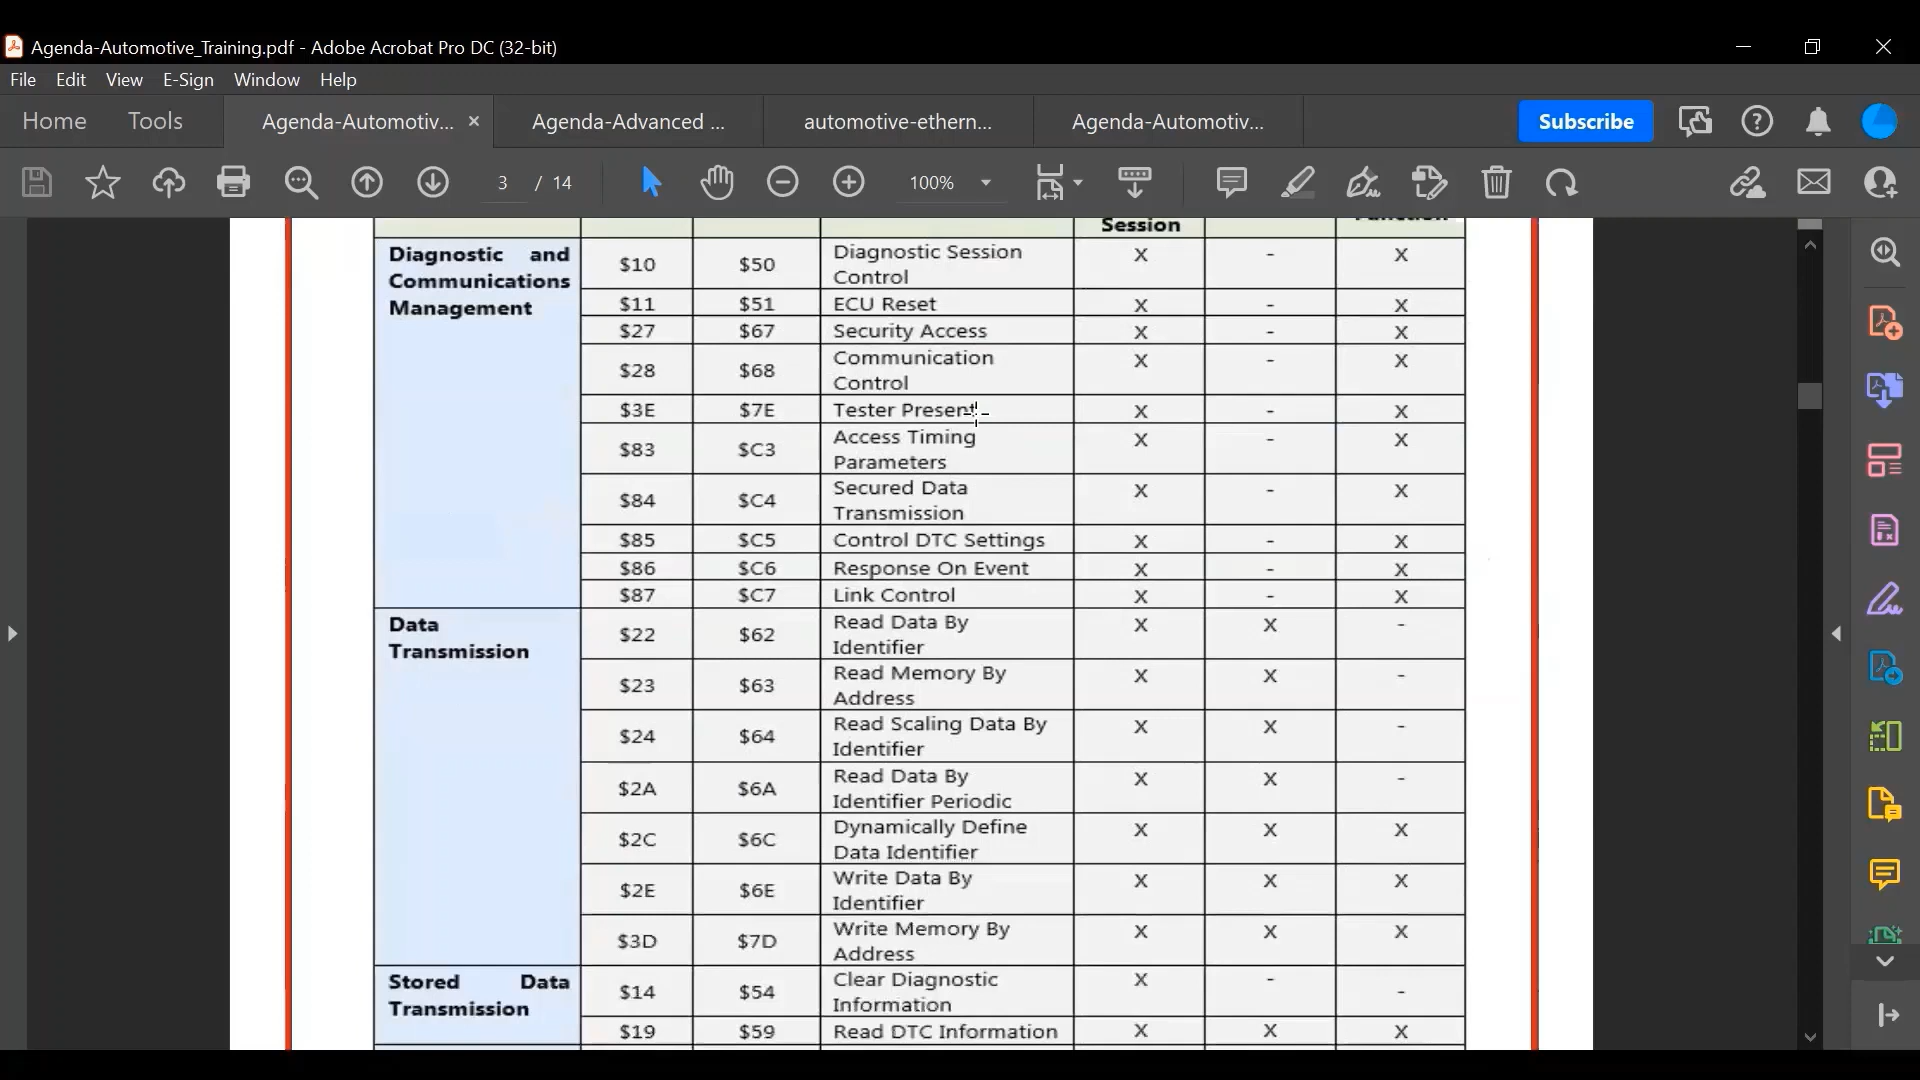 Agenda-Automotive_Training.pdf - Adobe Acrobat Pro DC (32-bit)
File Edit View E-Sign Window Help
Home Tools Agenda-Automotiv... × Agenda-Advanced ... automotive-ethern... Agenda-Automotiv... Subscribe
3 / 14 100%
Session Function
Diagnostic and Communications Management
$10 $50 Diagnostic Session Control X - X
$11 $51 ECU Reset X - X
$27 $67 Security Access X - X
$28 $68 Communication Control X - X
$3E $7E Tester Present X - X
$83 $C3 Access Timing Parameters X - X
$84 $C4 Secured Data Transmission X - X
$85 $C5 Control DTC Settings X - X
$86 $C6 Response On Event X - X
$87 $C7 Link Control X - X
Data Transmission
$22 $62 Read Data By Identifier X X -
$23 $63 Read Memory By Address X X -
$24 $64 Read Scaling Data By Identifier X X -
$2A $6A Read Data By Identifier Periodic X X -
$2C $6C Dynamically Define Data Identifier X X X
$2E $6E Write Data By Identifier X X X
$3D $7D Write Memory By Address X X X
Stored Data Transmission
$14 $54 Clear Diagnostic Information X - -
$19 $59 Read DTC Information X X X